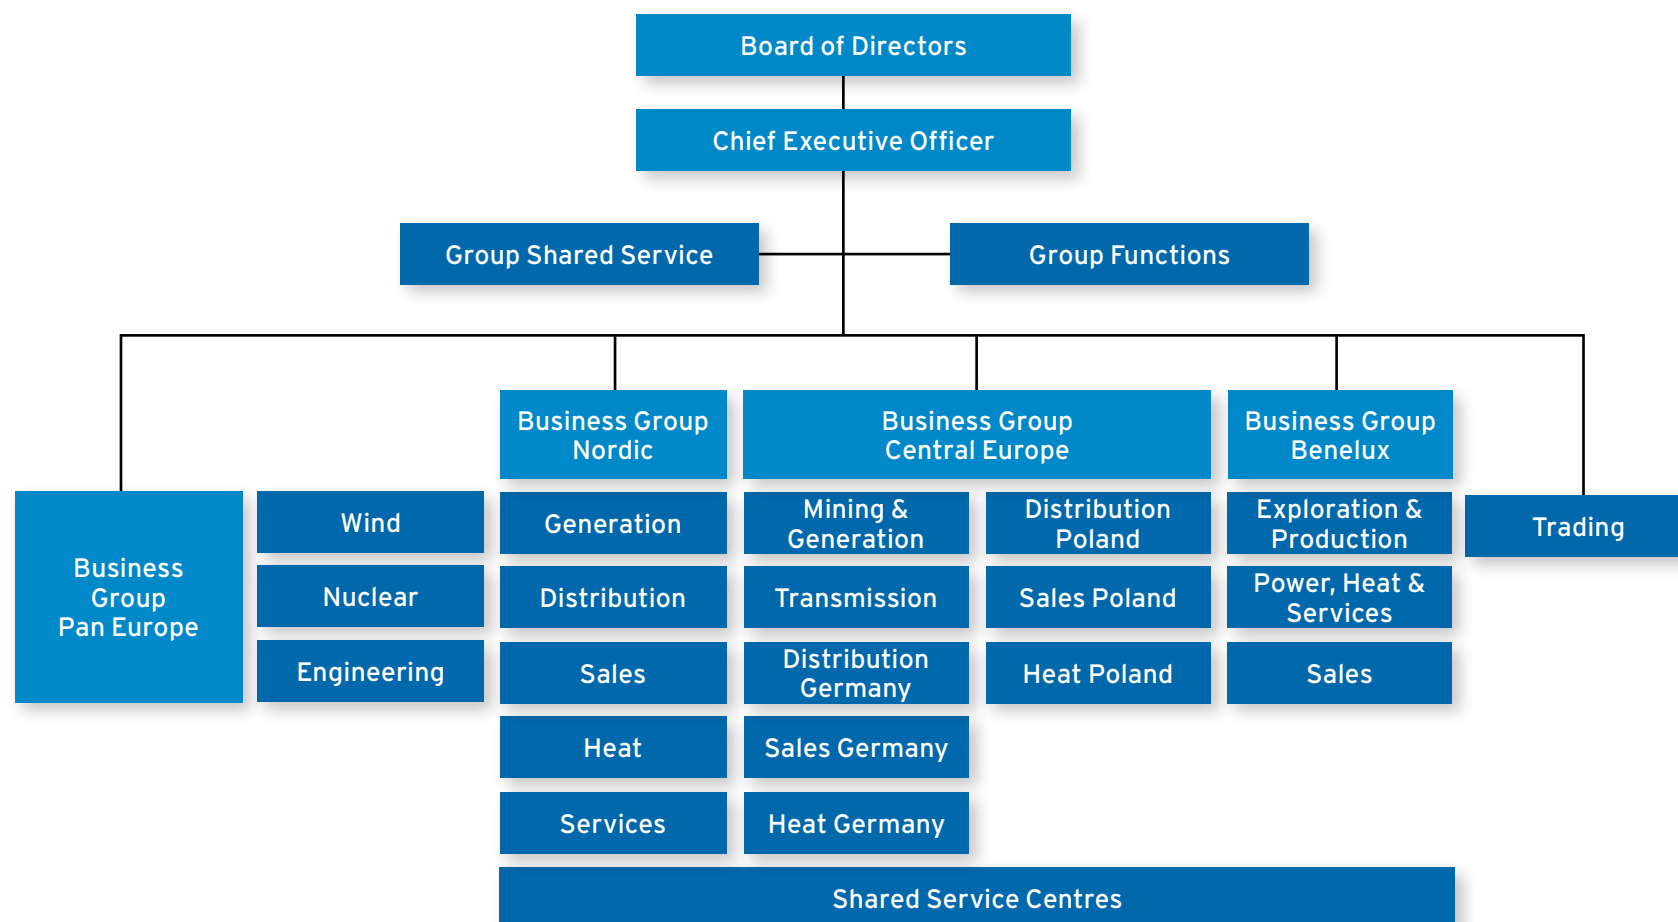 Board of Directors
Chief Executive Officer
Group Shared Service
Group Functions
Business Group
Nordic
Business Group
Central Europe
Business Group
Benelux
Business
Group
Pan Europe
Wind
Nuclear
Engineering
Generation
Distribution
Sales
Heat
Services
Mining &
Generation
Transmission
Distribution
Germany
Sales Germany
Heat Germany
Distribution
Poland
Sales Poland
Heat Poland
Exploration &
Production
Power, Heat &
Services
Sales
Trading
Shared Service Centres